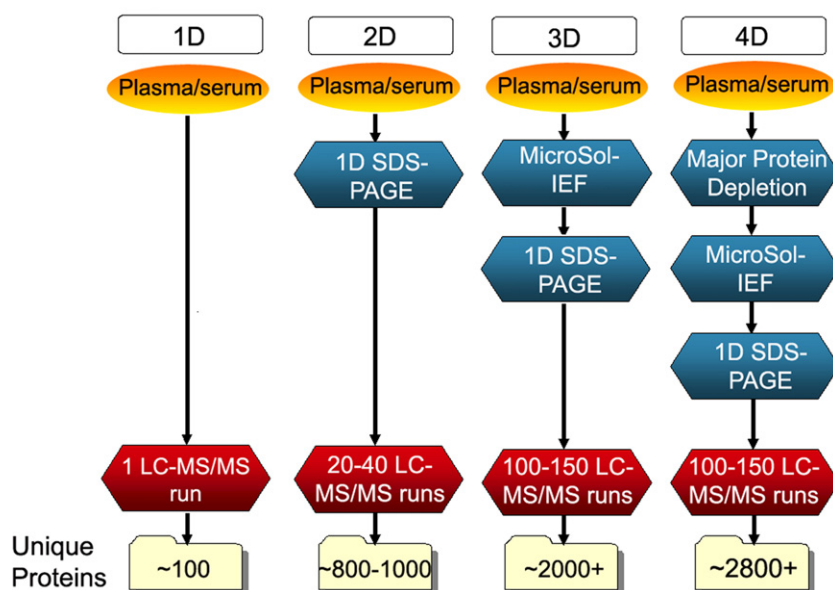 1D
2D
3D
4D
Plasma/serum
Plasma/serum
Plasma/serum
Plasma/serum
1D SDS-
PAGE
MicroSol-
IEF
Major Protein
Depletion
1D SDS-
PAGE
MicroSol-
IEF
1D SDS-
PAGE
1 LC-MS/MS
run
20-40 LC-
MS/MS runs
100-150 LC-
MS/MS runs
100-150 LC-
MS/MS runs
Unique
Proteins
~100
~800-1000
~2000+
~2800+